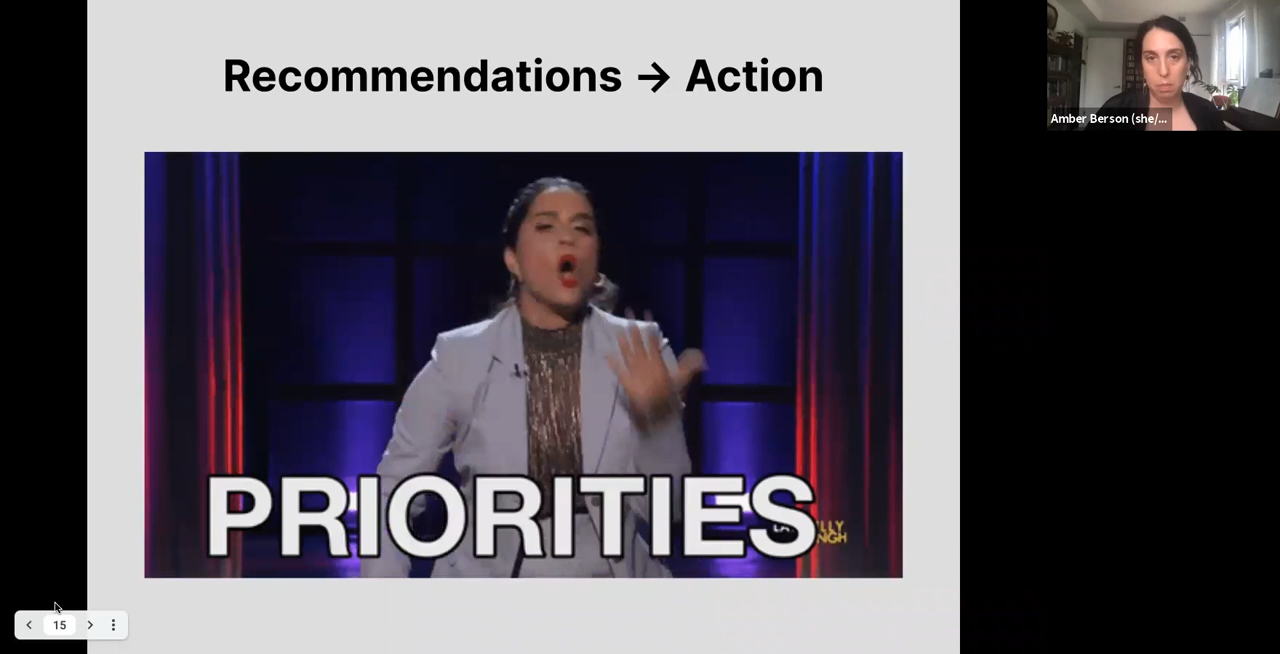 Recommendations → Action
Amber Berson (she/...
PRIORITIES
15